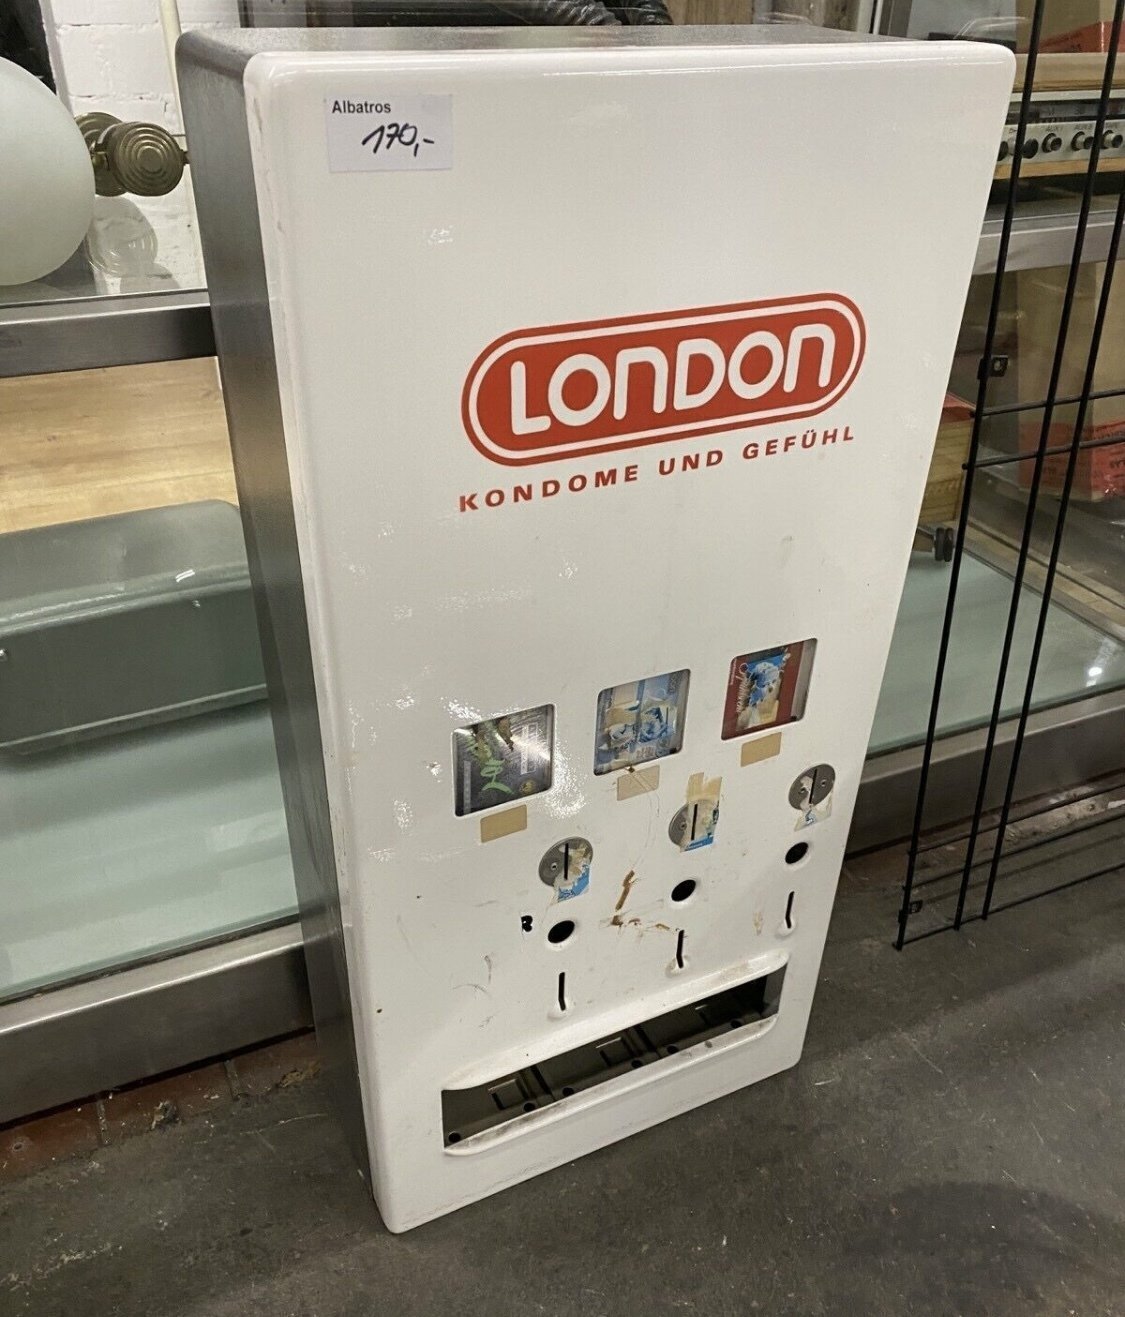 Albatros
170,-
LONDON
KONDOME UND GEFÜHL